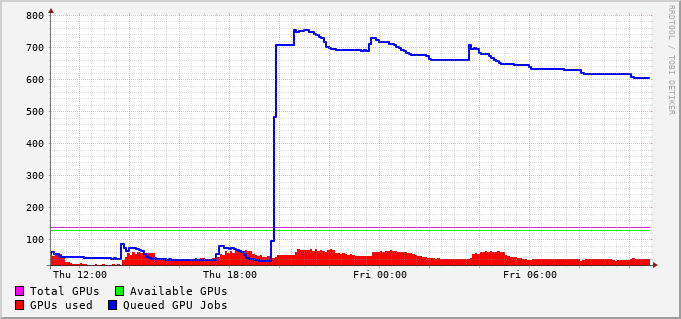 800
700
600
500
400
300
200
100
Thu 12:00 Thu 18:00 Fri 00:00 Fri 06:00
Total GPUs Available GPUs
GPUs used Queued GPU Jobs
RRDTOOL / TOBI OETIKER